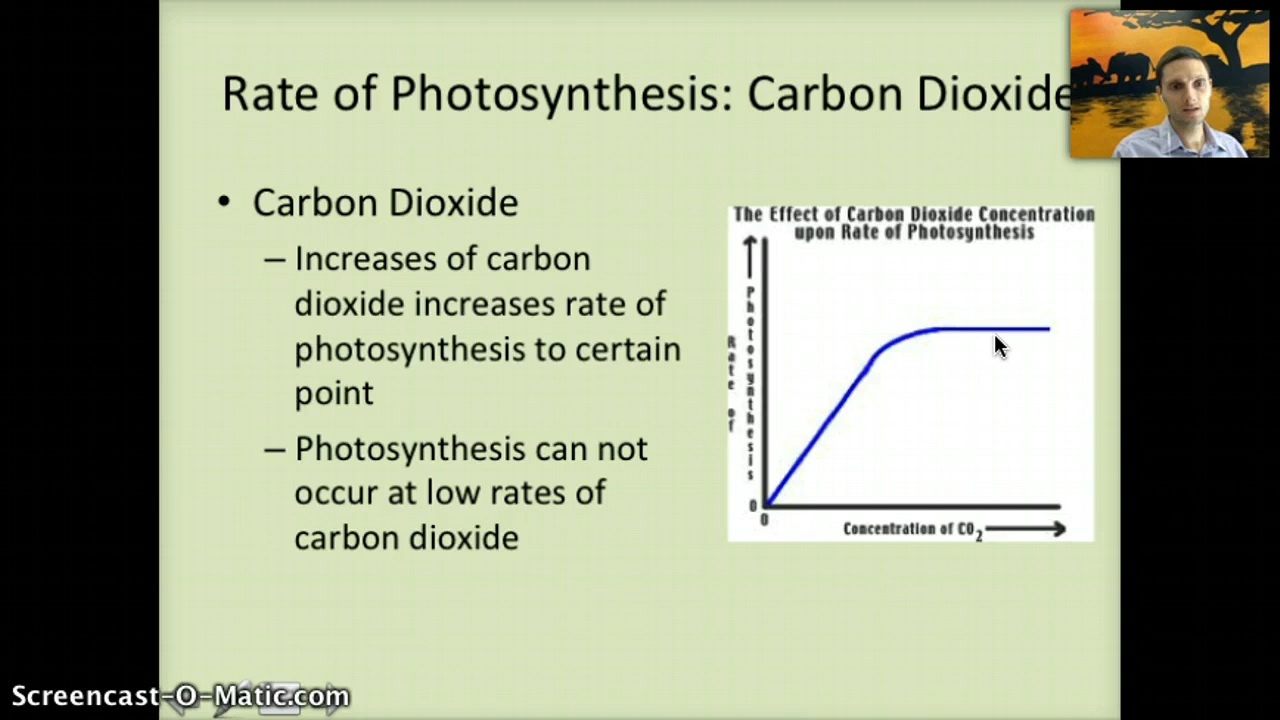 Rate of Photosynthesis: Carbon Dioxide
• Carbon Dioxide
– Increases of carbon
dioxide increases rate of
photosynthesis to certain
point
– Photosynthesis can not
occur at low rates of
carbon dioxide
The Effect of Carbon Dioxide Concentration
upon Rate of Photosynthesis
Rate of
Photosynthesis
0
0
Concentration of CO2
Screencast-O-Matic.com